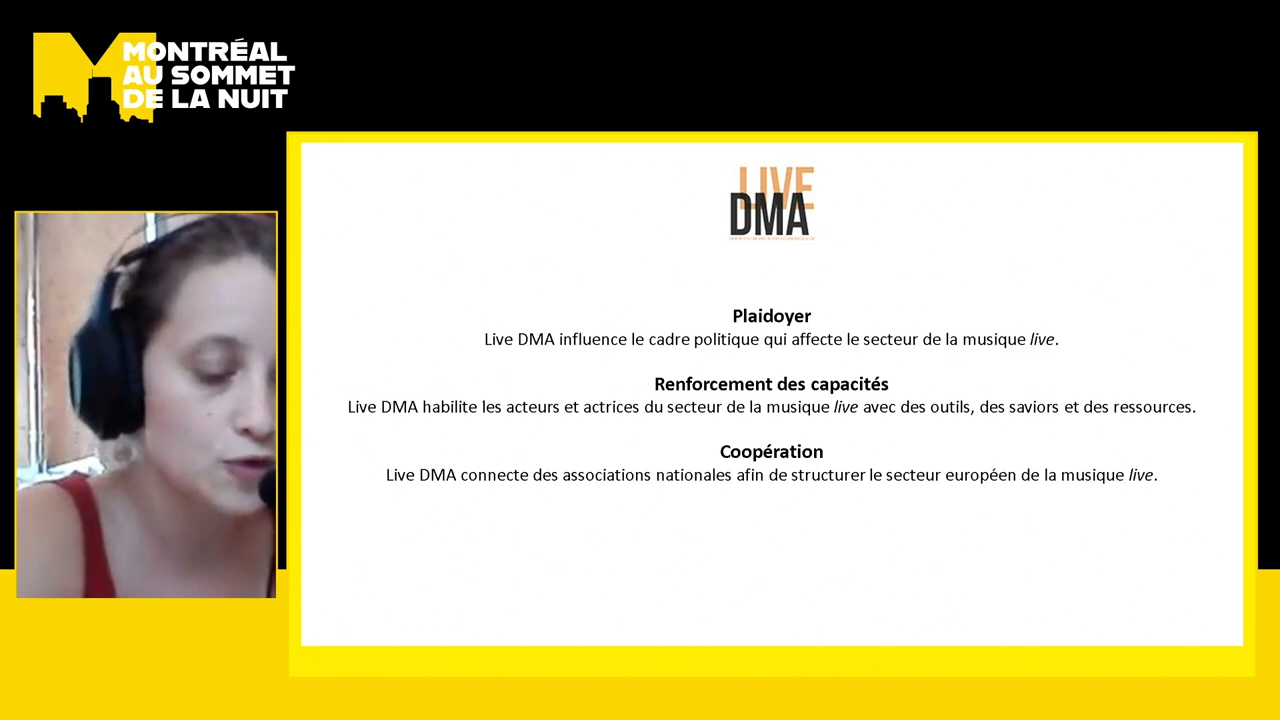 MONTRÉAL
AU SOMMET
DE LA NUIT
LIVE
DMA
Plaidoyer
Live DMA influence le cadre politique qui affecte le secteur de la musique live.
Renforcement des capacités
Live DMA habilite les acteurs et actrices du secteur de la musique live avec des outils, des saviors et des ressources.
Coopération
Live DMA connecte des associations nationales afin de structurer le secteur européen de la musique live.